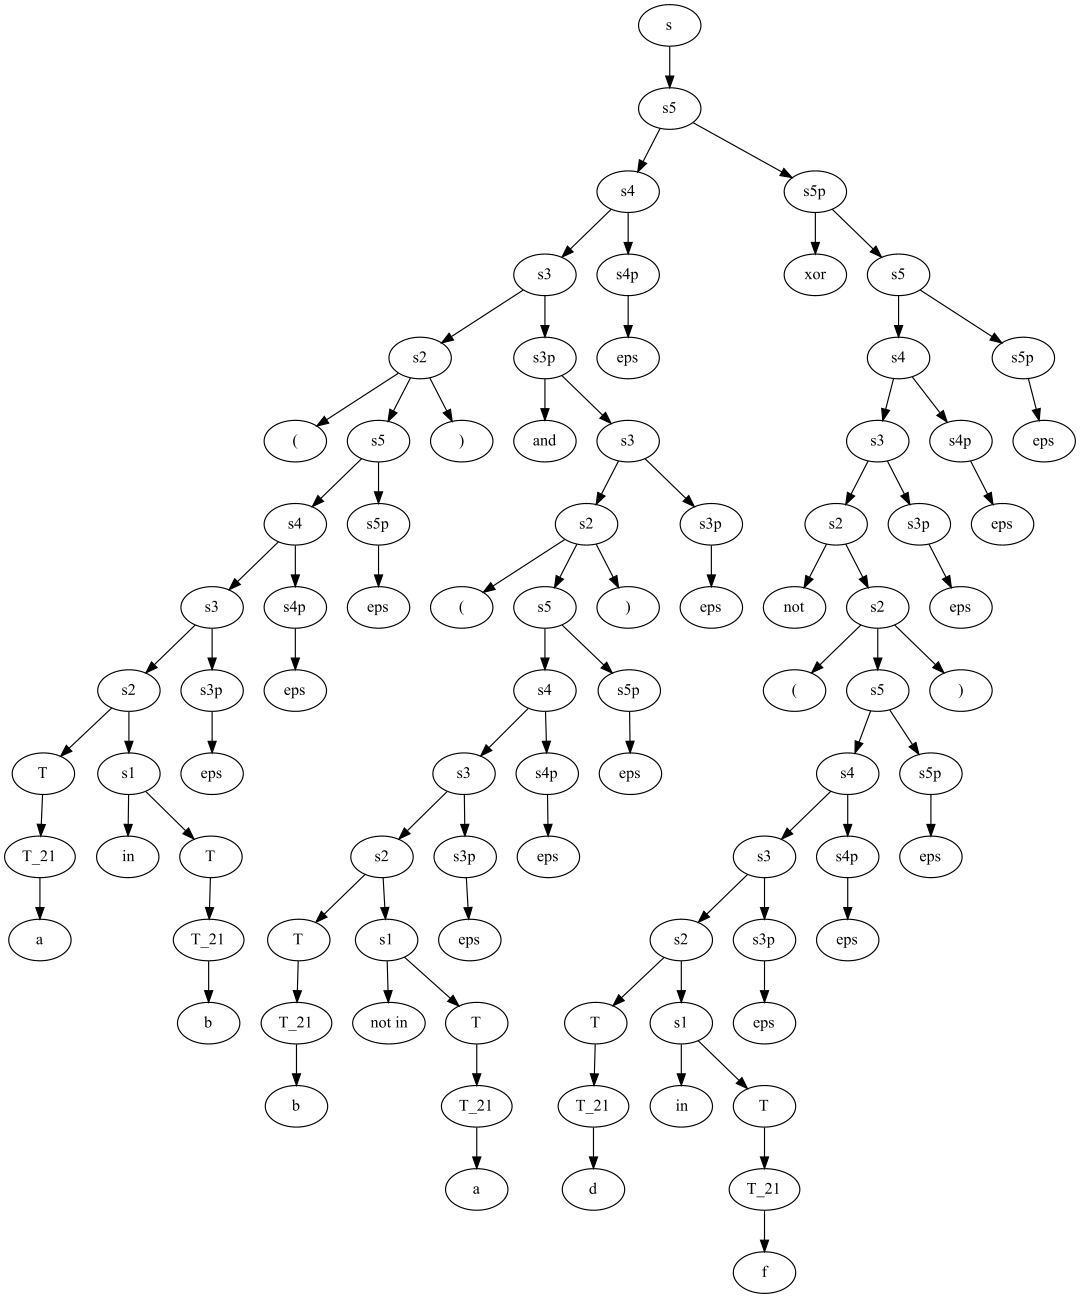 s
s5
s4 s5p
s3 s4p xor s5
s2 s3p eps s4 s5p
( s5 ) and s3 s3 s4p eps
s4 s5p s2 s3p s2 s3p eps
s3 s4p eps ( s5 ) eps not s2 eps
s2 s3p eps s4 s5p ( s5 )
T s1 eps s3 s4p eps s4 s5p
T_21 in T s2 s3p eps s3 s4p eps
a T_21 T s1 eps s2 s3p eps
b T_21 not in T T s1 eps
b T_21 T_21 in T
a d T_21
f